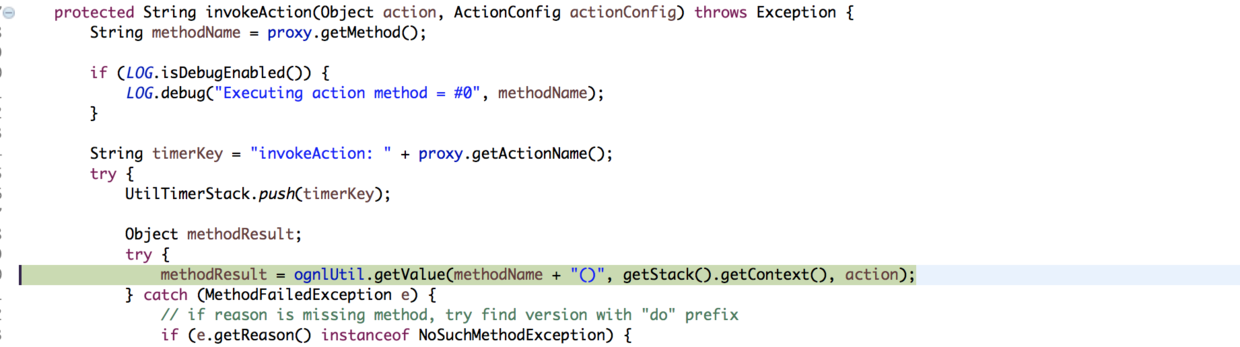 protected String invokeAction(Object action, ActionConfig actionConfig) throws Exception {
String methodName = proxy.getMethod();
if (LOG.isDebugEnabled()) {
LOG.debug("Executing action method = #0", methodName);
}
String timerKey = "invokeAction: " + proxy.getActionName();
try {
UtilTimerStack.push(timerKey);
Object methodResult;
try {
methodResult = ognlUtil.getValue(methodName + "()", getStack().getContext(), action);
} catch (MethodFailedException e) {
// if reason is missing method, try find version with "do" prefix
if (e.getReason() instanceof NoSuchMethodException) {